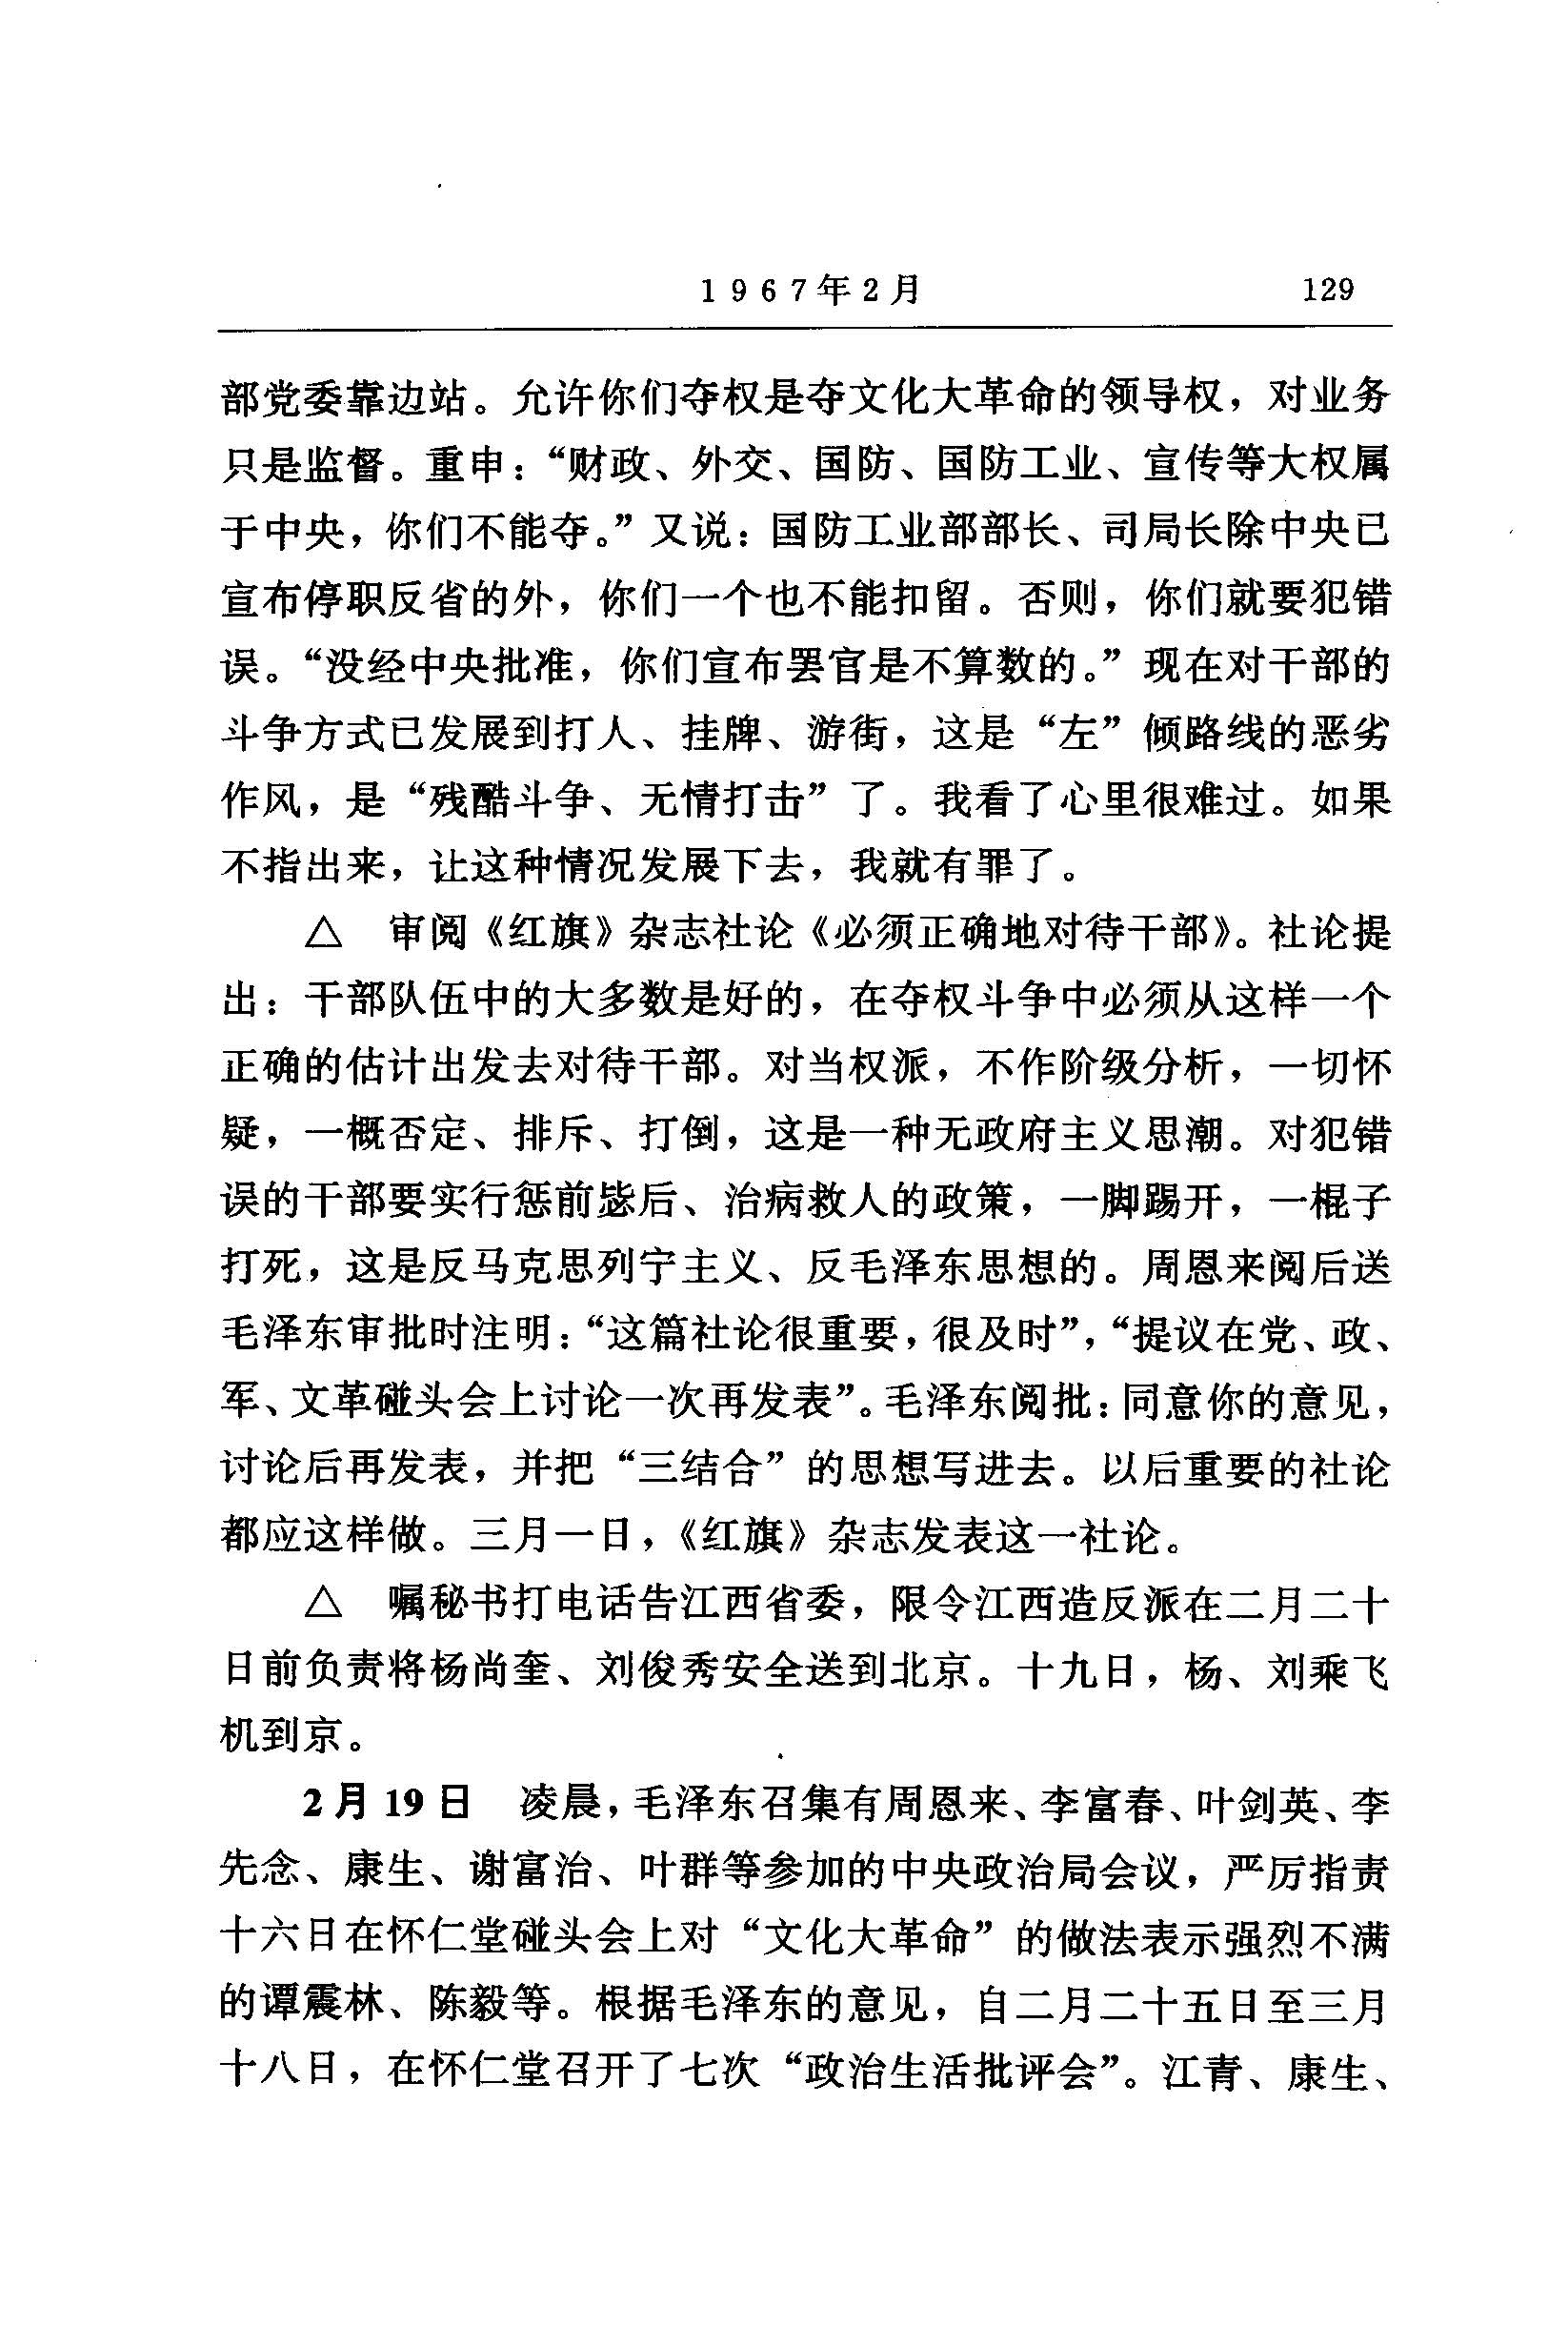 1967年2月 129
部党委靠边站。允许你们夺权是夺文化大革命的领导权，对业务
只是监督。重申：“财政、外交、国防、国防工业、宣传等大权属
于中央，你们不能夺。”又说：国防工业部部长、司局长除中央已
宣布停职反省的外，你们一个也不能扣留。否则，你们就要犯错
误。“没经中央批准，你们宣布罢官是不算数的。”现在对干部的
斗争方式已发展到打人、挂牌、游街，这是“左”倾路线的恶劣
作风，是“残酷斗争、无情打击”了。我看了心里很难过。如果
不指出来，让这种情况发展下去，我就有罪了。
△ 审阅《红旗》杂志社论《必须正确地对待干部》。社论提
出：干部队伍中的大多数是好的，在夺权斗争中必须从这样一个
正确的估计出发去对待干部。对当权派，不作阶级分析，一切怀
疑，一概否定、排斥、打倒，这是一种无政府主义思潮。对犯错
误的干部要实行惩前毖后、治病救人的政策，一脚踢开，一棍子
打死，这是反马克思列宁主义、反毛泽东思想的。周恩来阅后送
毛泽东审批时注明：“这篇社论很重要，很及时”，“提议在党、政、
军、文革碰头会上讨论一次再发表”。毛泽东阅批：同意你的意见，
讨论后再发表，并把“三结合”的思想写进去。以后重要的社论
都应这样做。三月一日，《红旗》杂志发表这一社论。
△ 嘱秘书打电话告江西省委，限令江西造反派在二月二十
日前负责将杨尚奎、刘俊秀安全送到北京。十九日，杨、刘乘飞
机到京。
2月19日 凌晨，毛泽东召集有周恩来、李富春、叶剑英、李
先念、康生、谢富治、叶群等参加的中央政治局会议，严厉指责
十六日在怀仁堂碰头会上对“文化大革命”的做法表示强烈不满
的谭震林、陈毅等。根据毛泽东的意见，自二月二十五日至三月
十八日，在怀仁堂召开了七次“政治生活批评会”。江青、康生、